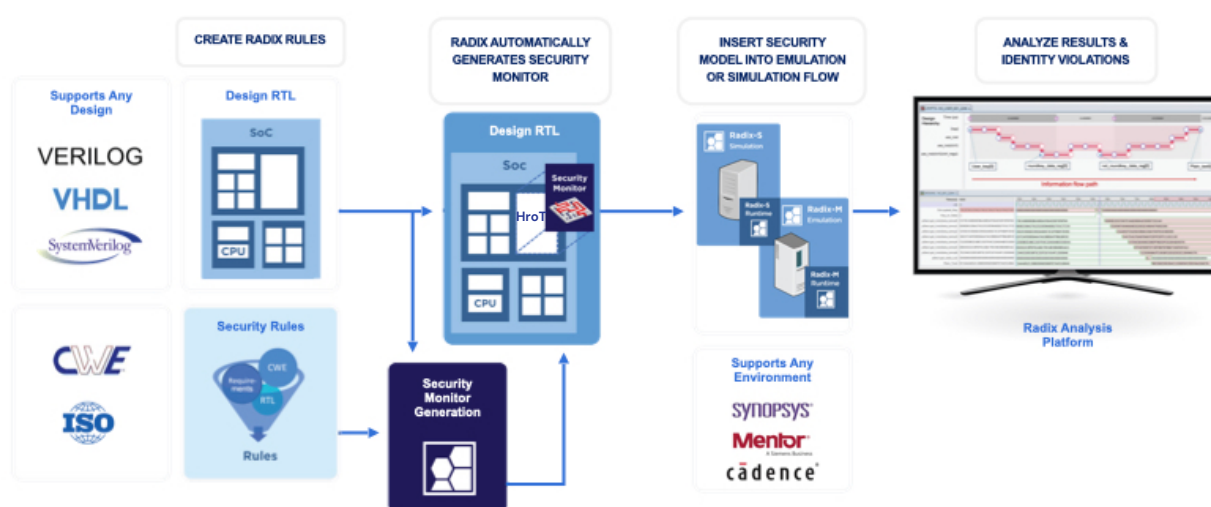 CREATE RADIX RULES
RADIX AUTOMATICALLY
GENERATES SECURITY
MONITOR
INSERT SECURITY
MODEL INTO EMULATION
OR SIMULATION FLOW
ANALYZE RESULTS &
IDENTITY VIOLATIONS
Supports Any
Design
VERILOG
VHDL
SystemVerilog
CWE
ISO
Design RTL
SoC
CPU
Security Rules
CWE
Require-
ments
RTL
Rules
Design RTL
Soc
Security
Monitor
HroT
CPU
Security
Monitor
Generation
Radix-S
Simulation
Radix-S
Runtime
Radix-M
Emulation
Radix-M
Runtime
Supports Any
Environment
SYNOPSYS
Mentor
A Siemens Business
cādence
Design
Hierarchy
Information flow path
Radix Analysis
Platform